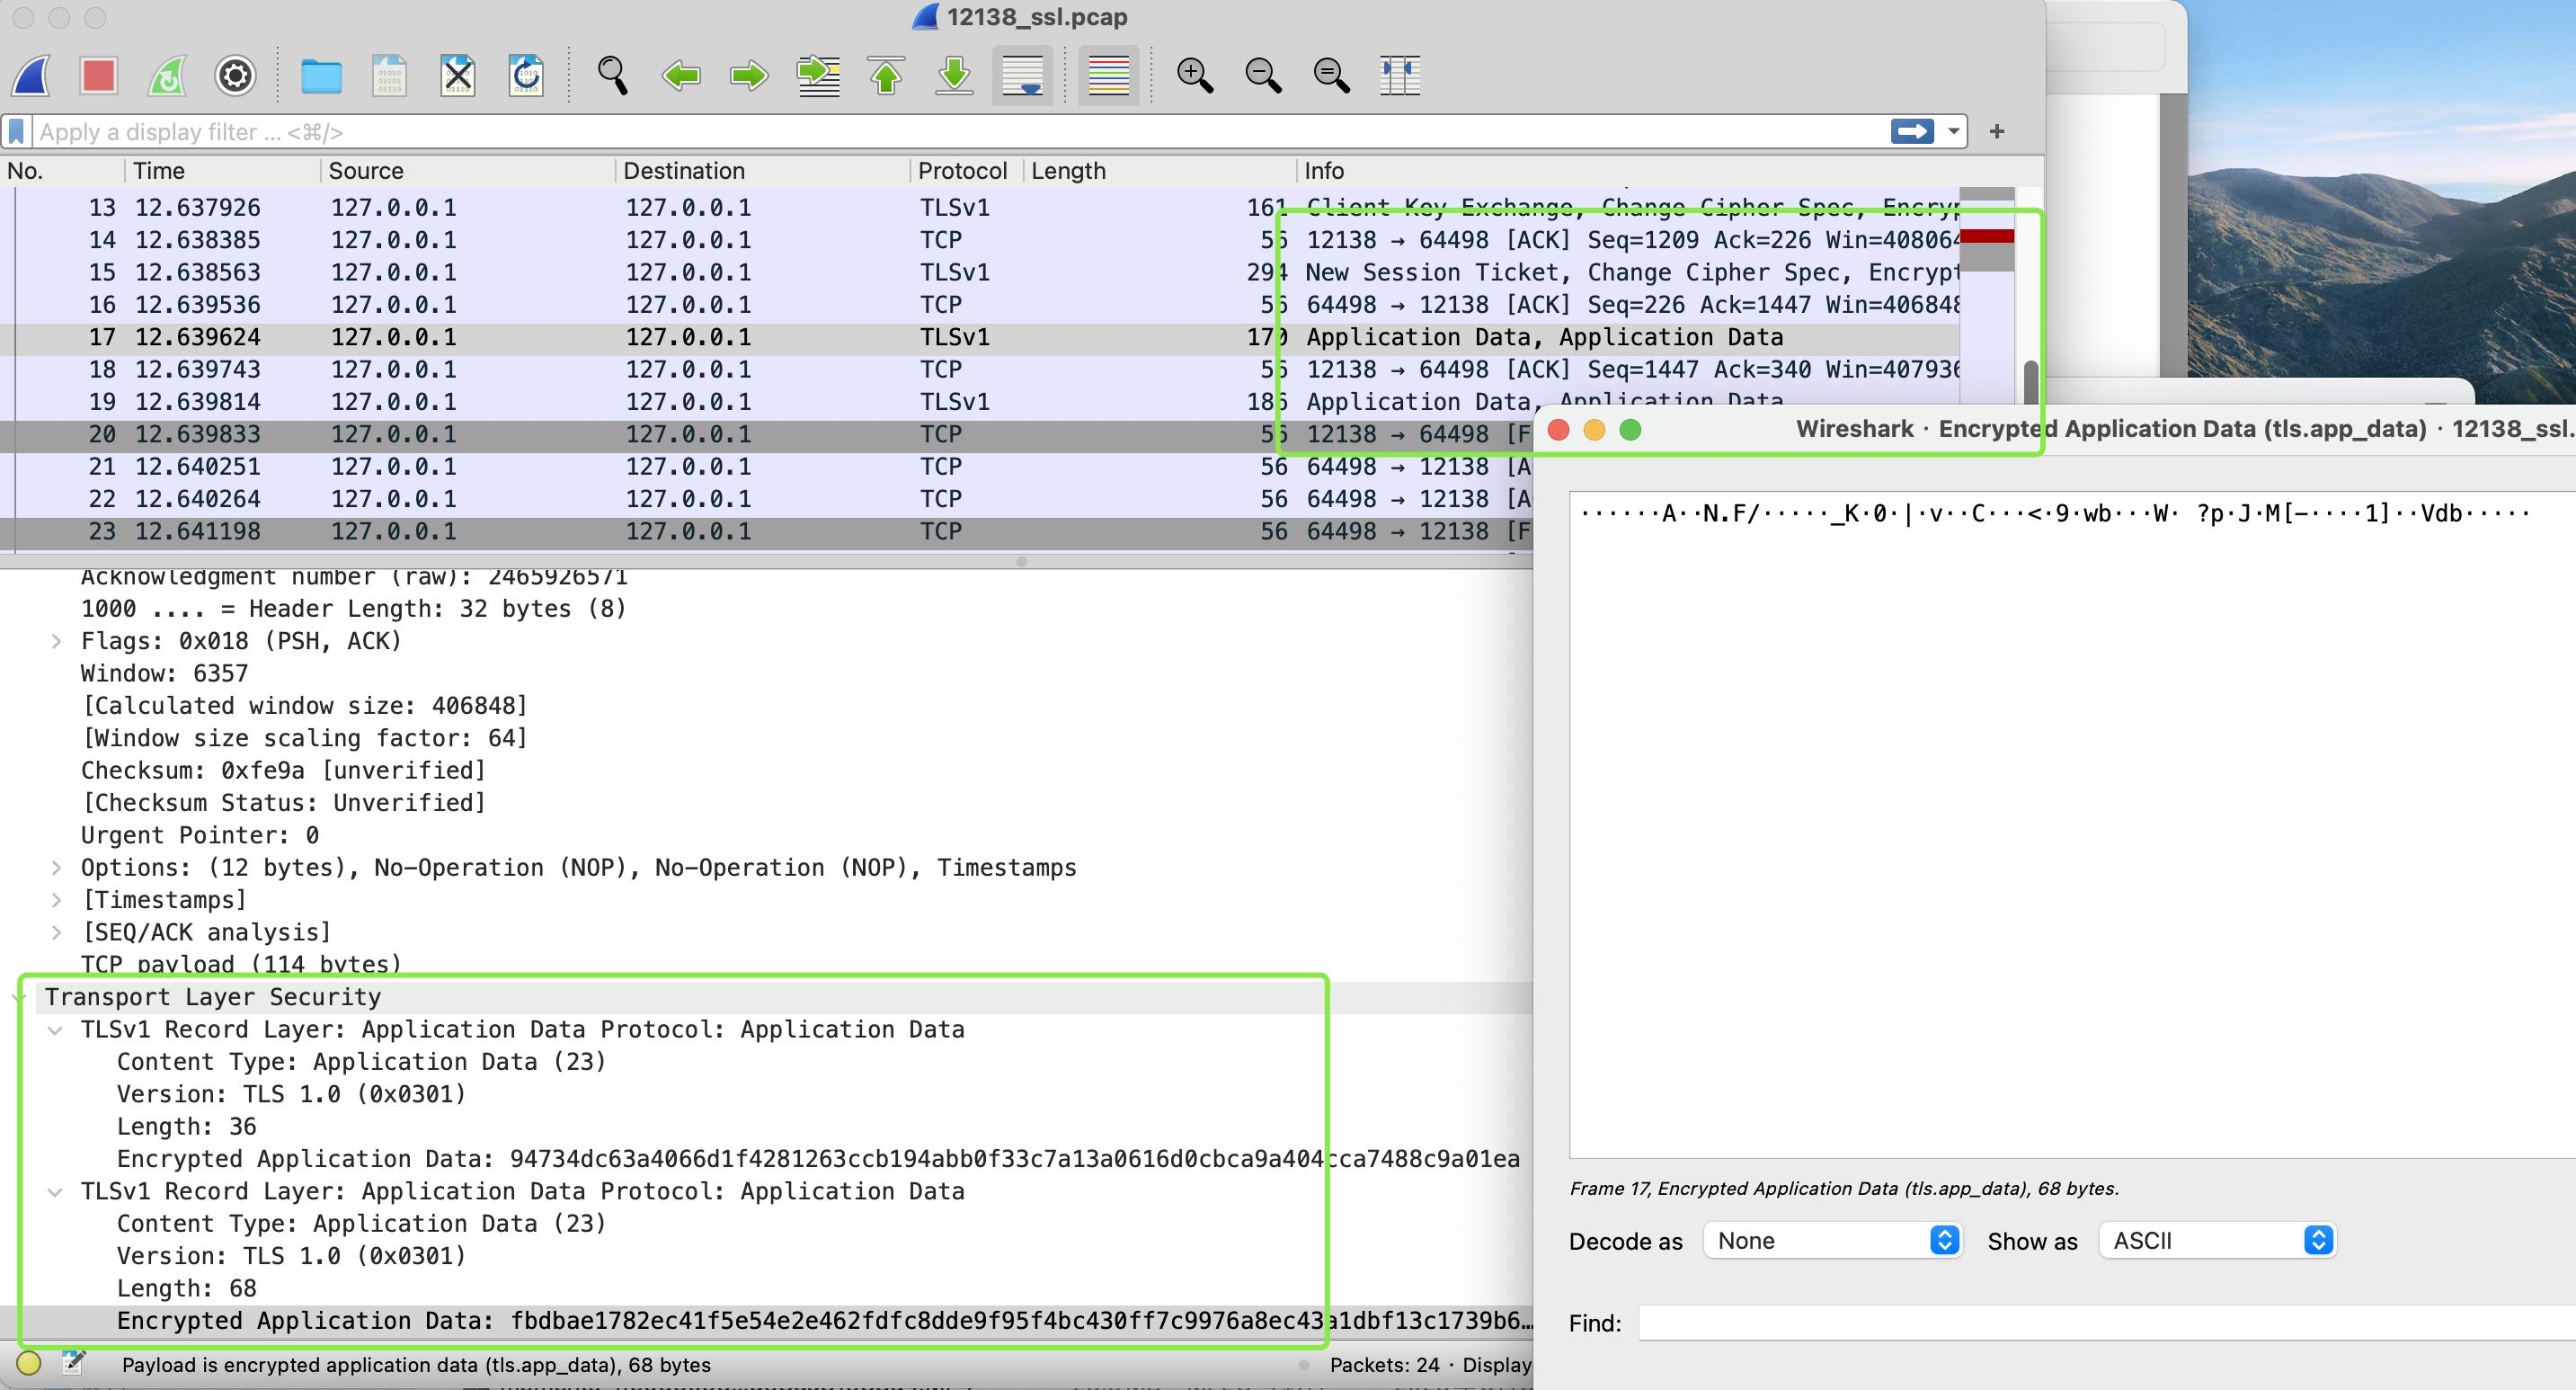 12138_ssl.pcap
Apply a display filter ... <⌘/>
No. Time Source Destination Protocol Length Info
13 12.637926 127.0.0.1 127.0.0.1 TLSv1 161 Client Key Exchange, Change Cipher Spec, Encryp
14 12.638385 127.0.0.1 127.0.0.1 TCP 56 12138 → 64498 [ACK] Seq=1209 Ack=226 Win=408064
15 12.638563 127.0.0.1 127.0.0.1 TLSv1 294 New Session Ticket, Change Cipher Spec, Encrypt
16 12.639536 127.0.0.1 127.0.0.1 TCP 56 64498 → 12138 [ACK] Seq=226 Ack=1447 Win=406848
17 12.639624 127.0.0.1 127.0.0.1 TLSv1 170 Application Data, Application Data
18 12.639743 127.0.0.1 127.0.0.1 TCP 56 12138 → 64498 [ACK] Seq=1447 Ack=340 Win=407936
19 12.639814 127.0.0.1 127.0.0.1 TLSv1 186 Application Data, Application Data
20 12.639833 127.0.0.1 127.0.0.1 TCP 56 12138 → 64498 [F
21 12.640251 127.0.0.1 127.0.0.1 TCP 56 64498 → 12138 [A
22 12.640264 127.0.0.1 127.0.0.1 TCP 56 64498 → 12138 [A
23 12.641198 127.0.0.1 127.0.0.1 TCP 56 64498 → 12138 [F
Acknowledgment number (raw): 2465926571
1000 .... = Header Length: 32 bytes (8)
Flags: 0x018 (PSH, ACK)
Window: 6357
[Calculated window size: 406848]
[Window size scaling factor: 64]
Checksum: 0xfe9a [unverified]
[Checksum Status: Unverified]
Urgent Pointer: 0
Options: (12 bytes), No-Operation (NOP), No-Operation (NOP), Timestamps
[Timestamps]
[SEQ/ACK analysis]
TCP payload (114 bytes)
Transport Layer Security
TLSv1 Record Layer: Application Data Protocol: Application Data
Content Type: Application Data (23)
Version: TLS 1.0 (0x0301)
Length: 36
Encrypted Application Data: 94734dc63a4066d1f4281263ccb194abb0f33c7a13a0616d0cbca9a404cca7488c9a01ea
TLSv1 Record Layer: Application Data Protocol: Application Data
Content Type: Application Data (23)
Version: TLS 1.0 (0x0301)
Length: 68
Encrypted Application Data: fbdbae1782ec41f5e54e2e462fdfc8dde9f95f4bc430ff7c9976a8ec43a1dbf13c1739b6…
Payload is encrypted application data (tls.app_data), 68 bytes
Packets: 24 · Display
Wireshark · Encrypted Application Data (tls.app_data) · 12138_ssl.
······A··N.F/·····_K·0·|·v··C···<·9·wb···W· ?p·J·M[-····1]··Vdb·····
Frame 17, Encrypted Application Data (tls.app_data), 68 bytes.
Decode as None Show as ASCII
Find: